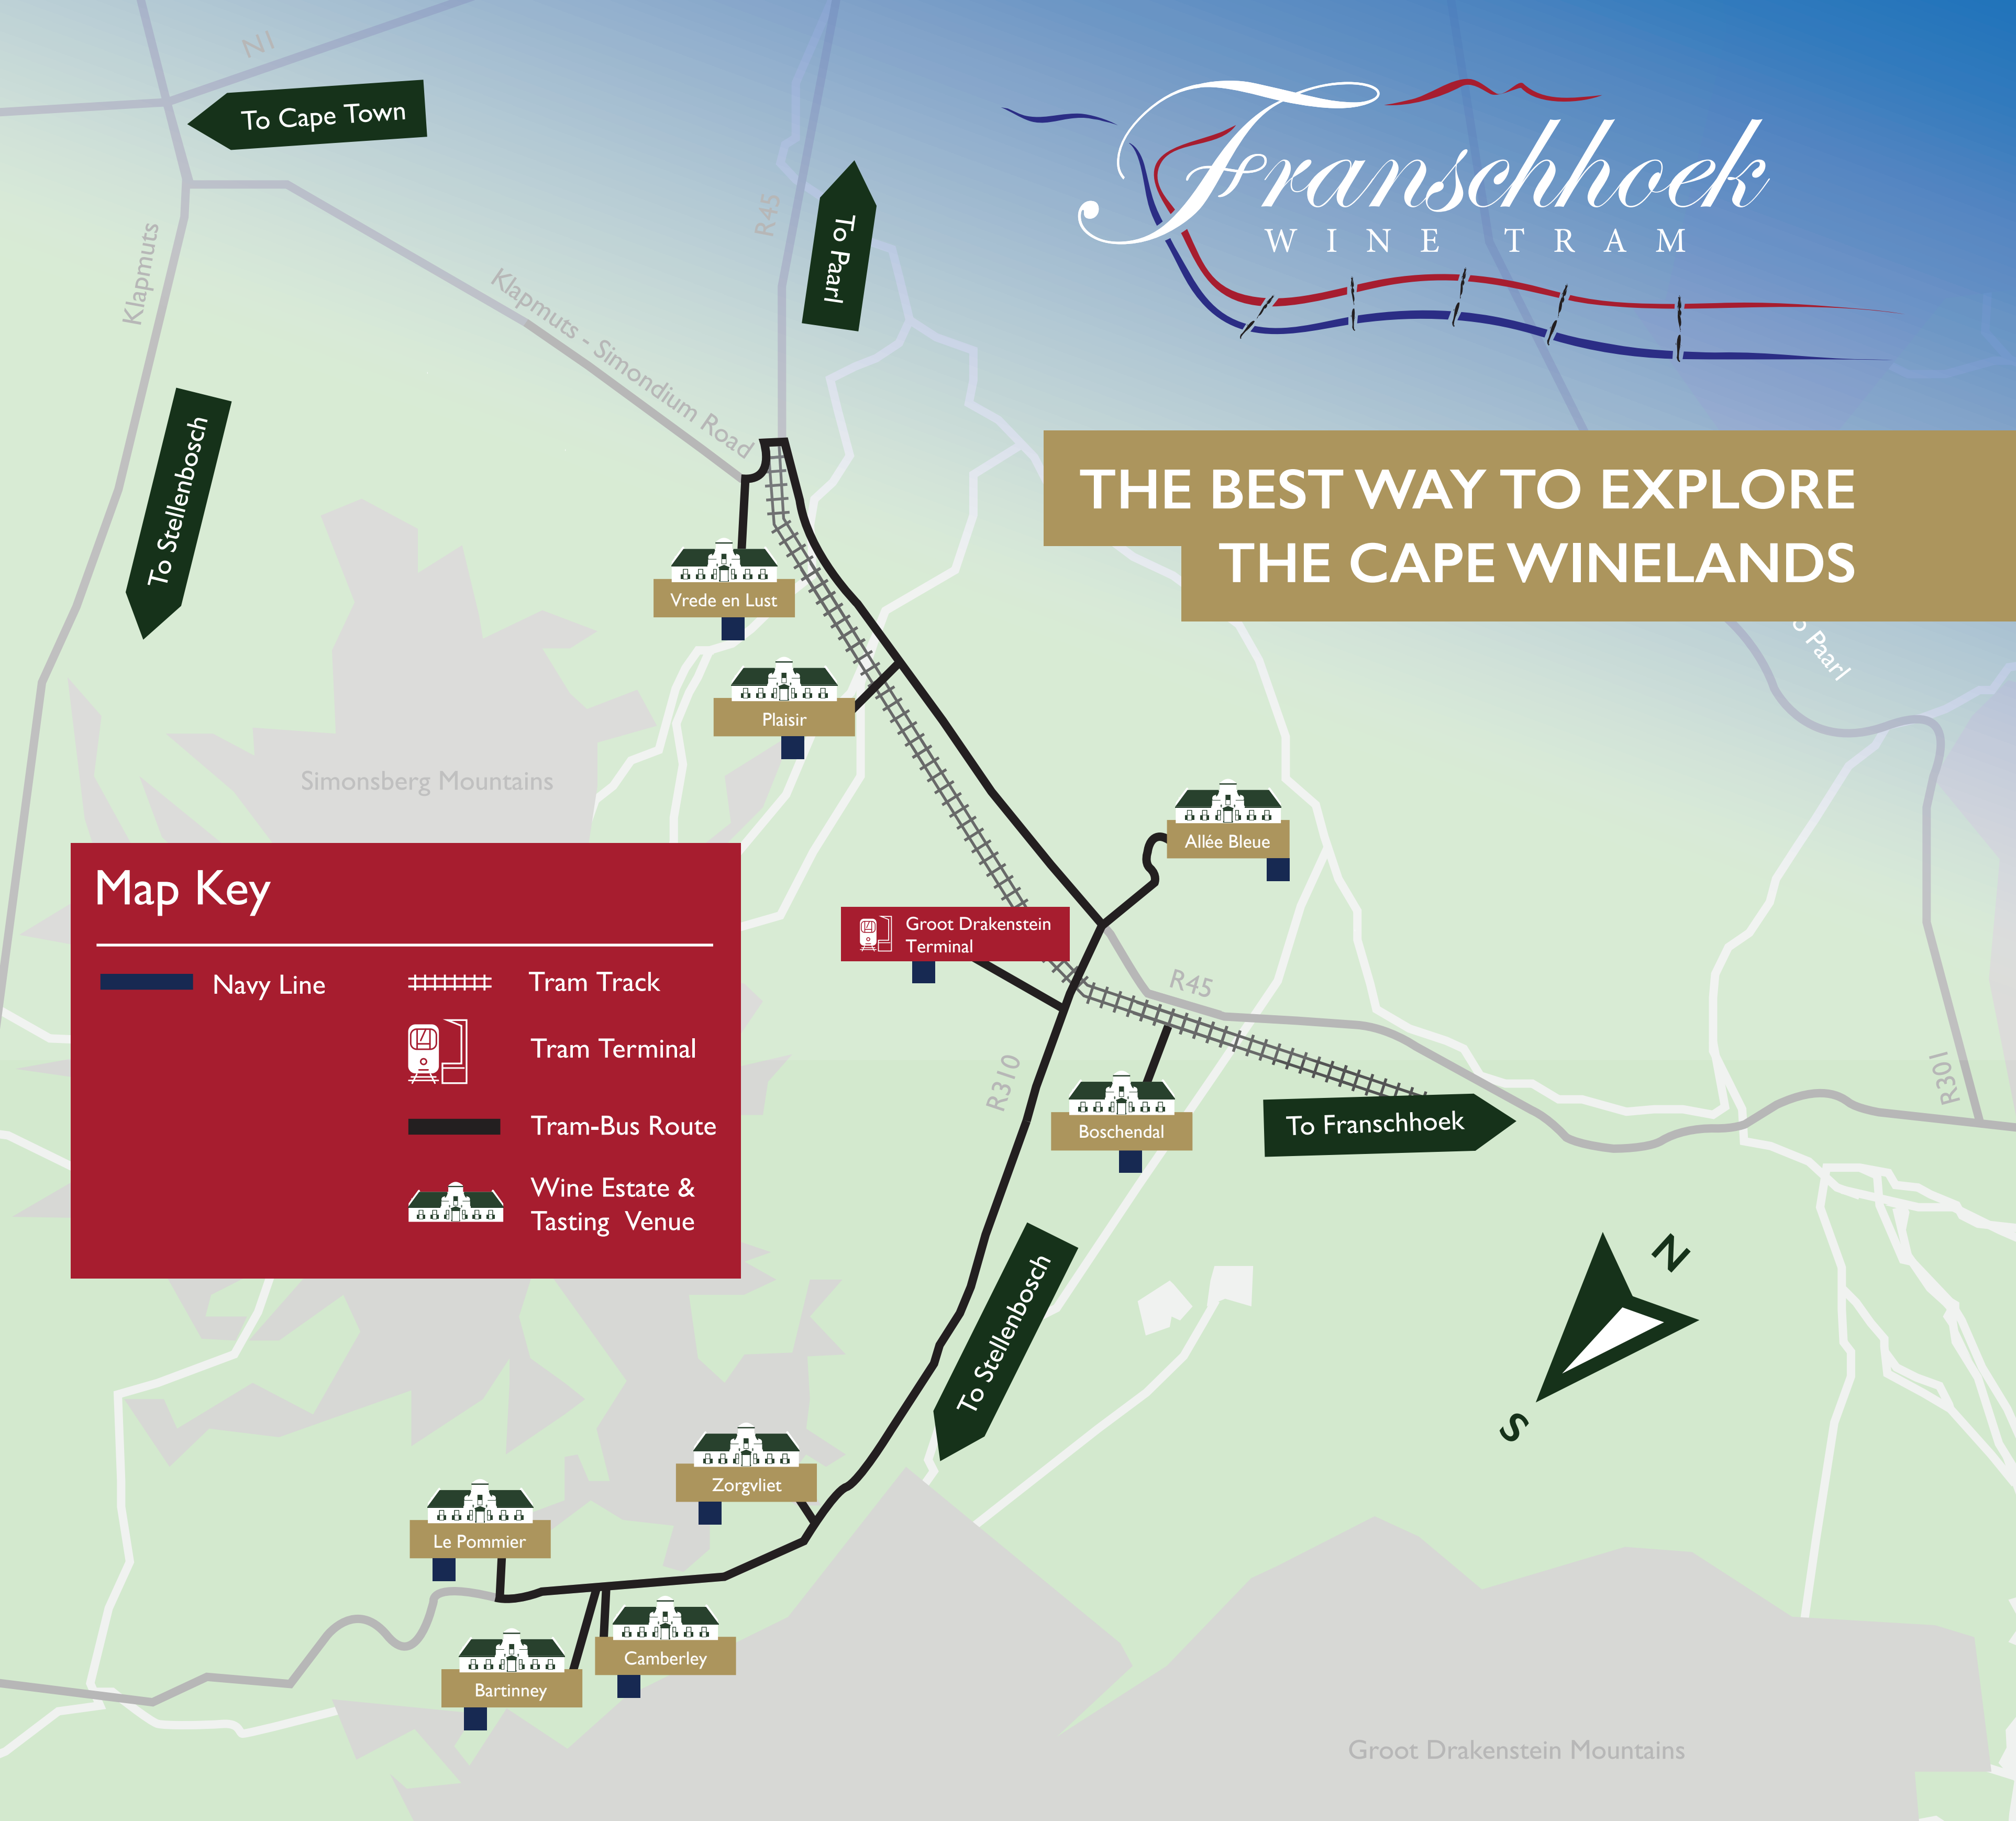 N1
To Cape Town
Franschhoek
WINE TRAM
R45
To Paarl
Klapmuts
Klapmuts - Simondium Road
To Stellenbosch
THE BEST WAY TO EXPLORE
THE CAPE WINELANDS
Paarl
Vrede en Lust
Plaisir
Simonsberg Mountains
Allée Bleue
Groot Drakenstein
Terminal
Map Key
Navy Line
Tram Track
Tram Terminal
Tram-Bus Route
Wine Estate &
Tasting Venue
R45
R310
R301
Boschendal
To Franschhoek
To Stellenbosch
N
S
Zorgvliet
Le Pommier
Camberley
Bartinney
Groot Drakenstein Mountains